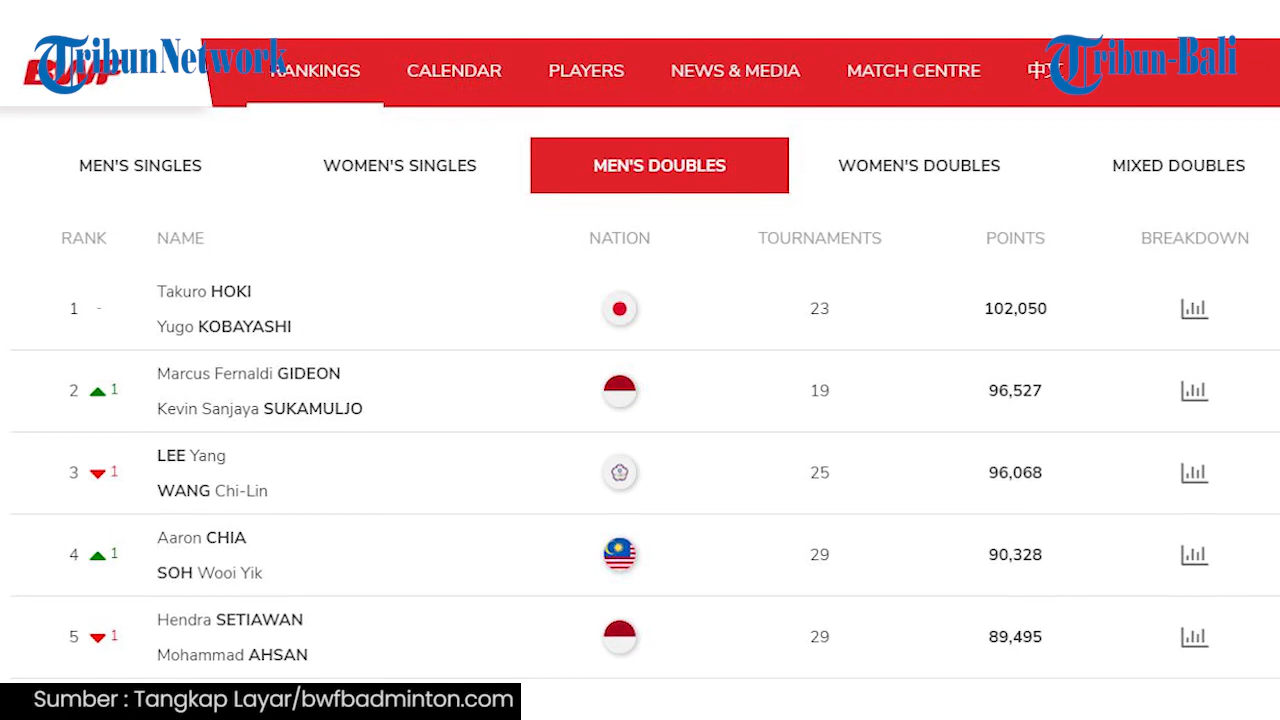 BWF
TribunNetwork
RANKINGS
CALENDAR
PLAYERS
NEWS & MEDIA
MATCH CENTRE
中文
Tribun-Bali
MEN'S SINGLES
WOMEN'S SINGLES
MEN'S DOUBLES
WOMEN'S DOUBLES
MIXED DOUBLES
RANK NAME NATION TOURNAMENTS POINTS BREAKDOWN
Takuro HOKI
1 - 23 102,050
Yugo KOBAYASHI
Marcus Fernaldi GIDEON
2 1 19 96,527
Kevin Sanjaya SUKAMULJO
LEE Yang
3 1 25 96,068
WANG Chi-Lin
Aaron CHIA
4 1 29 90,328
SOH Wooi Yik
Hendra SETIAWAN
5 1 29 89,495
Mohammad AHSAN
Sumber : Tangkap Layar/bwfbadminton.com